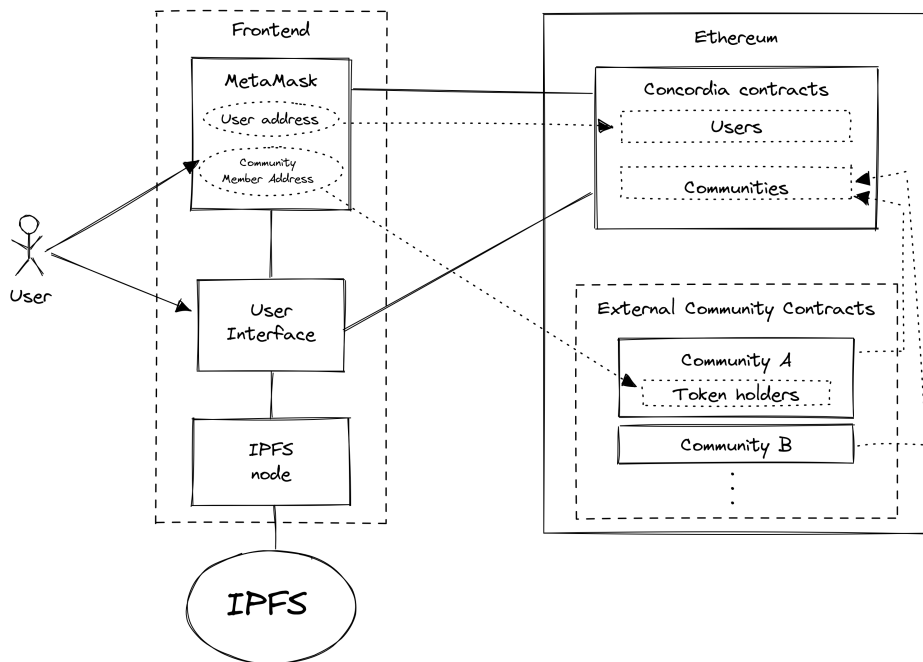 Frontend
Ethereum
MetaMask
User address
Community
Member Address
Concordia contracts
Users
Communities
User
User
Interface
External Community Contracts
Community A
Token holders
Community B
IPFS
node
IPFS